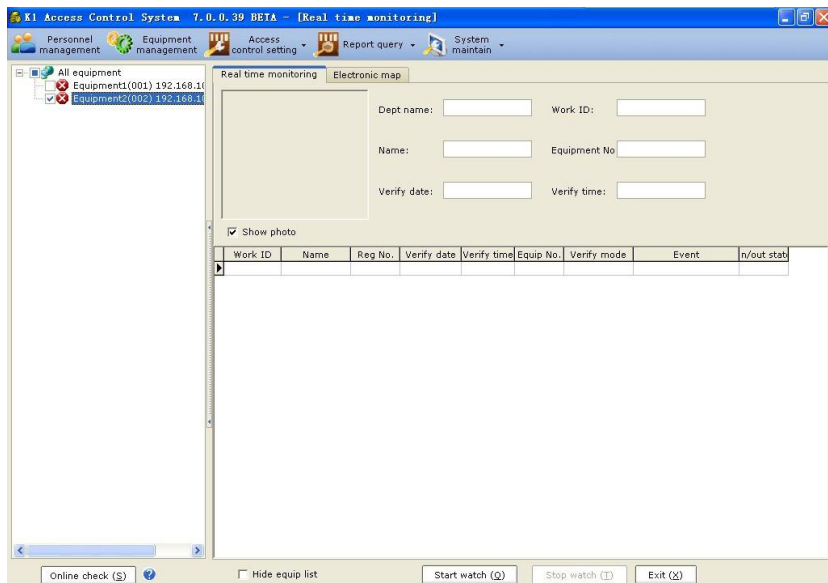 K1 Access Control System 7.0.0.39 BETA - [Real time monitoring]
Personnel management
Equipment management
Access control setting
Report query
System maintain
All equipment
Equipment1(001) 192.168.1
Equipment2(002) 192.168.1
Real time monitoring
Electronic map
Dept name:
Work ID:
Name:
Equipment No
Verify date:
Verify time:
Show photo
Work ID Name Reg No. Verify date Verify time Equip No. Verify mode Event n/out stat
Online check (S)
Hide equip list
Start watch (Q)
Stop watch (T)
Exit (X)